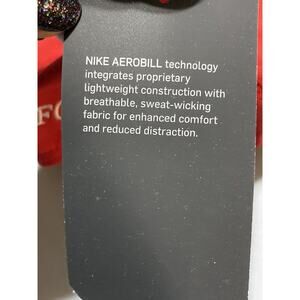 NIKE AEROBILL technology
integrates proprietary
lightweight construction with
breathable, sweat-wicking
fabric for enhanced comfort
and reduced distraction.